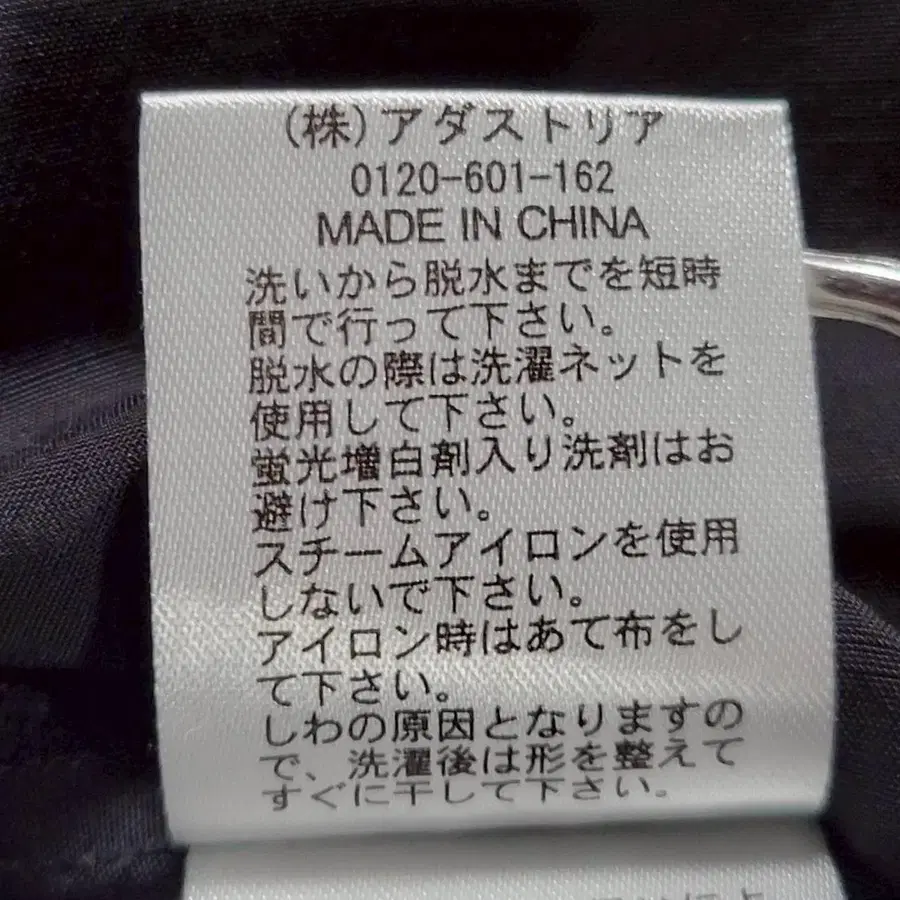 (株)アダストリア
0120-601-162
MADE IN CHINA
洗いから脱水までを短時
間で行って下さい。
脱水の際は洗濯ネットを
使用して下さい。
蛍光増白剤入り洗剤はお
避け下さい。
スチームアイロンを使用
しないで下さい。
アイロン時はあて布をし
て下さい。
しわの原因となりますの
で、洗濯後は形を整えて
すぐに干して下さい。